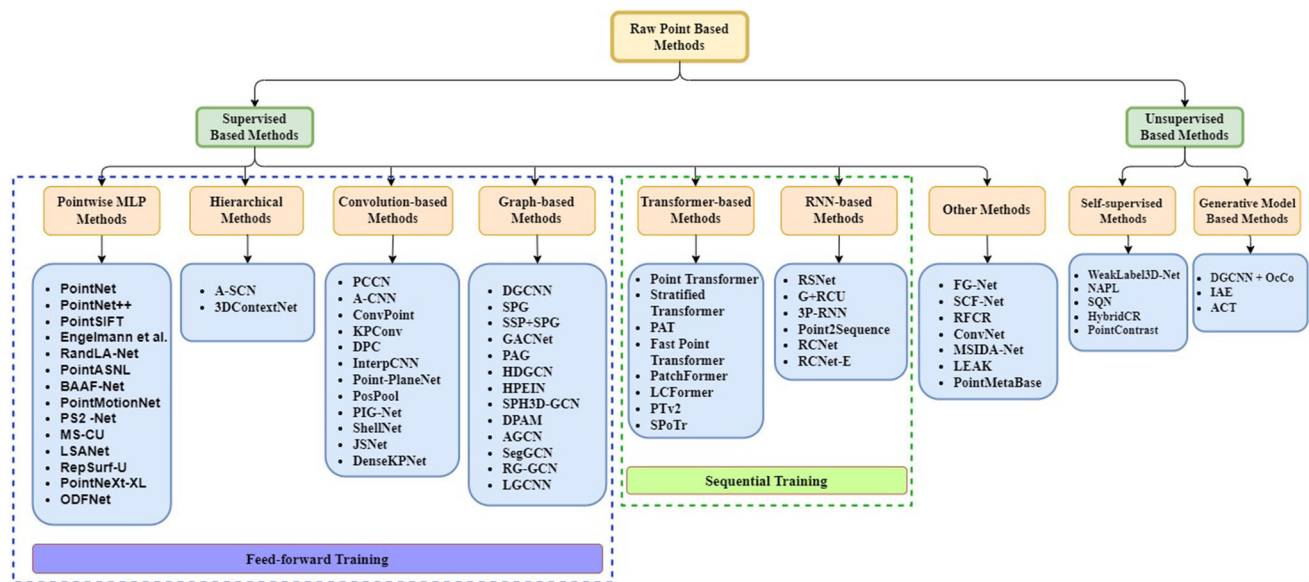 Raw Point Based
Methods
Supervised
Based Methods
Unsupervised
Based Methods
Pointwise MLP
Methods
Hierarchical
Methods
Convolution-based
Methods
Graph-based
Methods
Transformer-based
Methods
RNN-based
Methods
Other Methods
Self-supervised
Methods
Generative Model
Based Methods
• PointNet
• PointNet++
• PointSIFT
• Engelmann et al.
• RandLA-Net
• PointASNL
• BAAF-Net
• PointMotionNet
• PS2 -Net
• MS-CU
• LSANet
• RepSurf-U
• PointNeXt-XL
• ODFNet
• A-SCN
• 3DContextNet
• PCCN
• A-CNN
• ConvPoint
• KPConv
• DPC
• InterpCNN
• Point-PlaneNet
• PosPool
• PIG-Net
• ShellNet
• JSNet
• DenseKPNet
• DGCNN
• SPG
• SSP+SPG
• GACNet
• PAG
• HDGCN
• HPEIN
• SPH3D-GCN
• DPAM
• AGCN
• SegGCN
• RG-GCN
• LGCNN
• Point Transformer
• Stratified
Transformer
• PAT
• Fast Point
Transformer
• PatchFormer
• LCFormer
• PTv2
• SPoTr
• RSNet
• G+RCU
• 3P-RNN
• Point2Sequence
• RCNet
• RCNet-E
• FG-Net
• SCF-Net
• RFCR
• ConvNet
• MSIDA-Net
• LEAK
• PointMetaBase
• WeakLabel3D-Net
• NAPL
• SQN
• HybridCR
• PointContrast
• DGCNN + OcCo
• IAE
• ACT
Sequential Training
Feed-forward Training